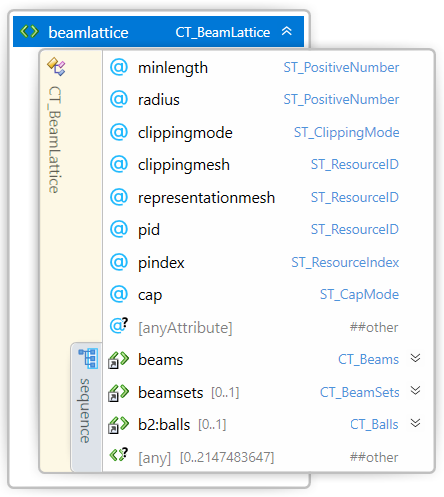 beamlattice CT_BeamLattice
CT_BeamLattice
@ minlength ST_PositiveNumber
@ radius ST_PositiveNumber
@ clippingmode ST_ClippingMode
@ clippingmesh ST_ResourceID
@ representationmesh ST_ResourceID
@ pid ST_ResourceID
@ pindex ST_ResourceIndex
@ cap ST_CapMode
@? [anyAttribute] ##other
sequence
beams CT_Beams
beamsets [0..1] CT_BeamSets
b2:balls [0..1] CT_Balls
? [any] [0..2147483647] ##other